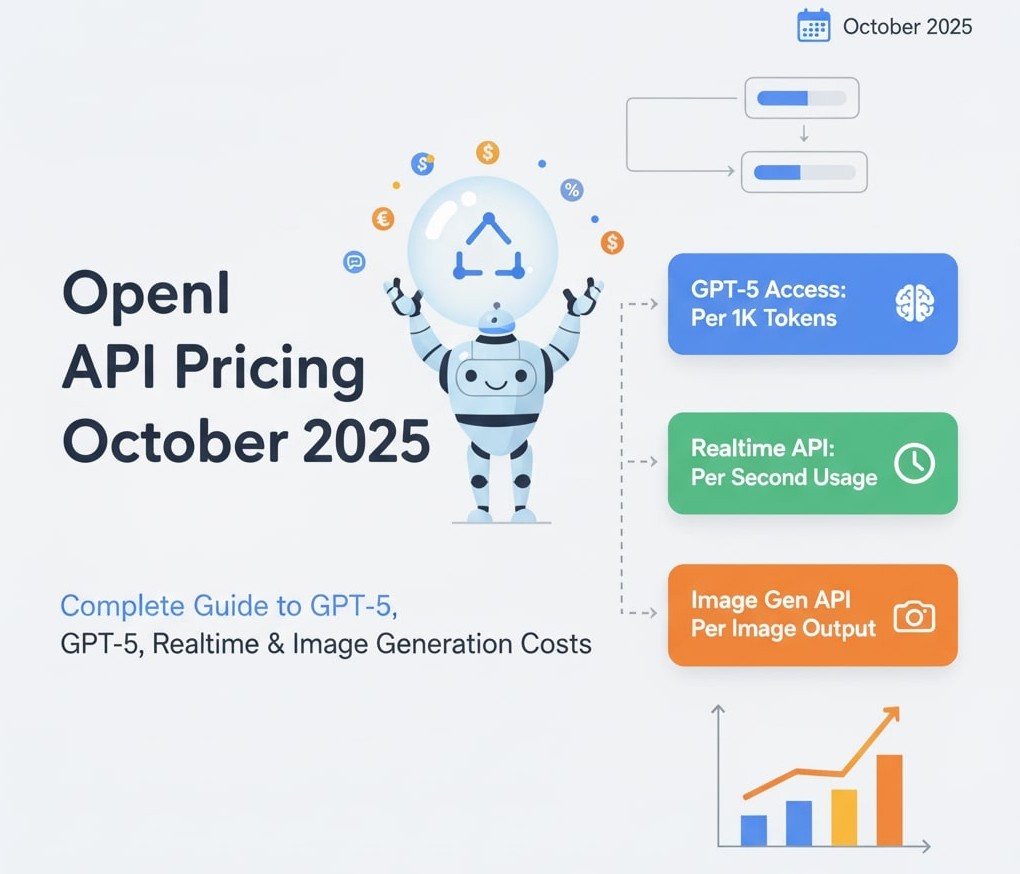 October 2025
OpenI
API Pricing
October 2025
Complete Guide to GPT-5,
GPT-5, Realtime & Image Generation Costs
GPT-5 Access:
Per 1K Tokens
Realtime API:
Per Second Usage
Image Gen API
Per Image Output
$
$
%
€
$